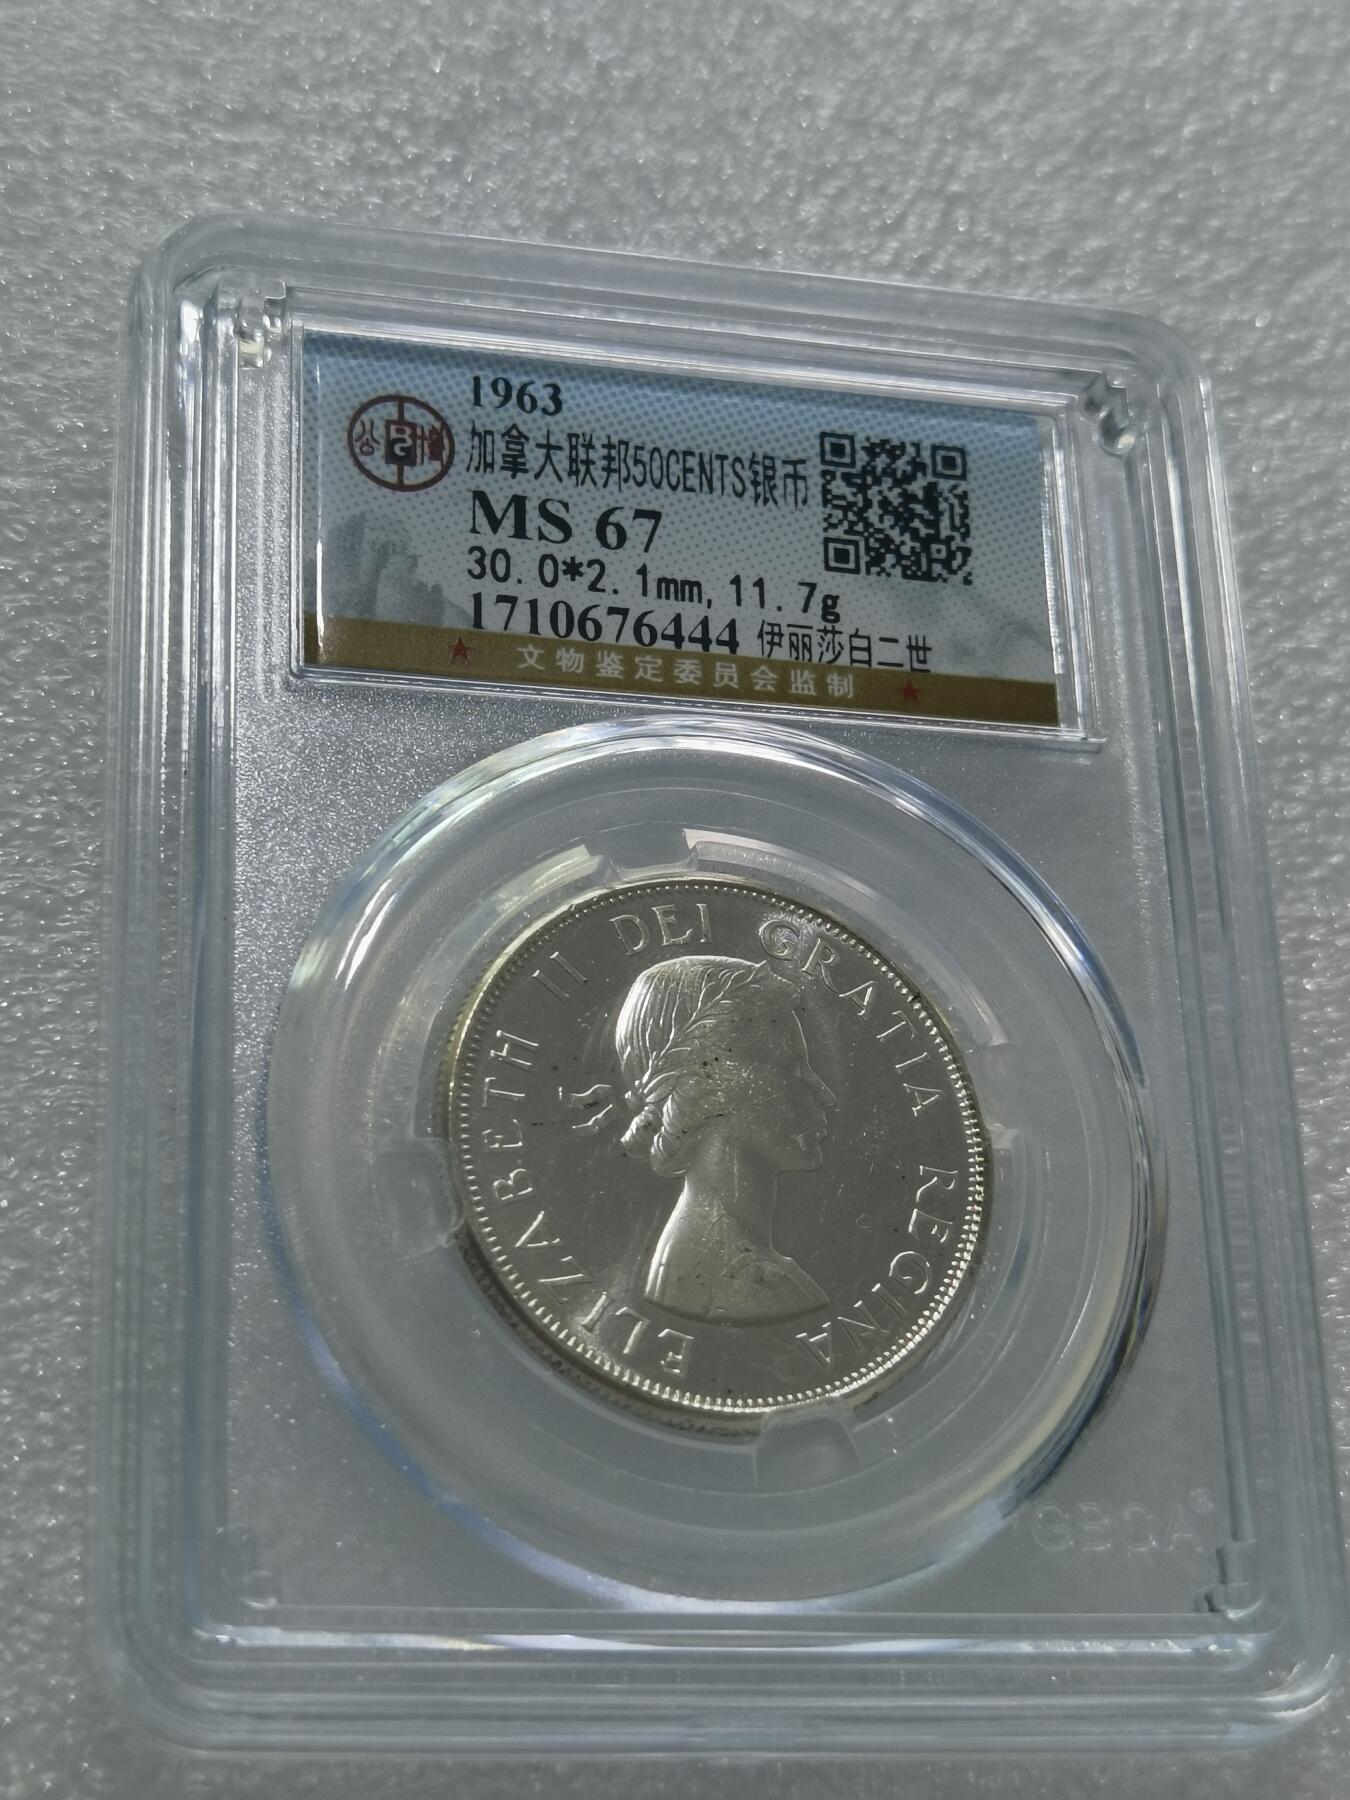 1963
公博
加拿大联邦50CENTS银币
MS 67
30.0*2.1mm, 11.7g
1710676444 伊丽莎白二世
文物鉴定委员会监制
ELIZABETH II DEI GRATIA REGINA
GBCA®